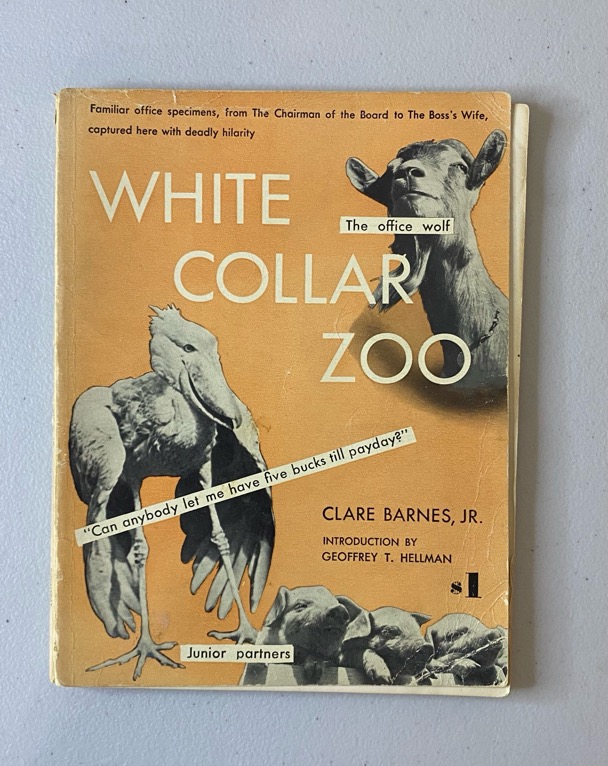 Familiar office specimens, from The Chairman of the Board to The Boss's Wife,
captured here with deadly hilarity
WHITE
The office wolf
COLLAR
ZOO
"Can anybody let me have five bucks till payday?"
CLARE BARNES, JR.
INTRODUCTION BY
GEOFFREY T. HELLMAN
$1
Junior partners